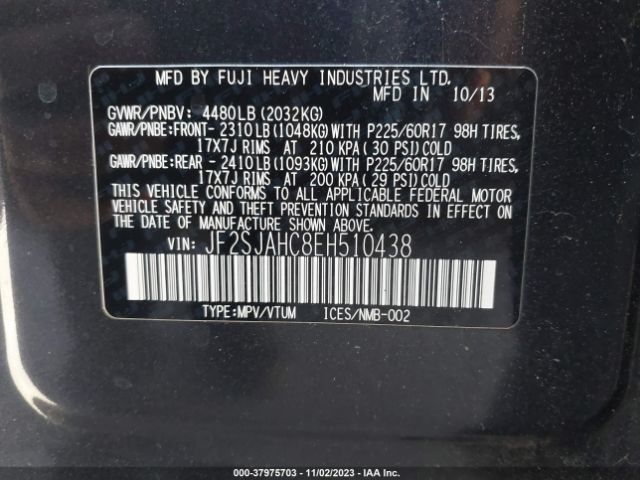 MFD BY FUJI HEAVY INDUSTRIES LTD.
MFD IN 10/13
GVWR/PNBV: 4480LB (2032KG)
GAWR/PNBE:FRONT- 2310LB (1048KG) WITH P225/60R17 98H TIRES,
17X7J RIMS AT 210 KPA (30 PSI) COLD
GAWR/PNBE:REAR - 2410LB (1093KG) WITH P225/60R17 98H TIRES,
17X7J RIMS AT 200 KPA (29 PSI) COLD
THIS VEHICLE CONFORMS TO ALL APPLICABLE FEDERAL MOTOR
VEHICLE SAFETY AND THEFT PREVENTION STANDARDS IN EFFECT ON
THE DATE OF MANUFACTURE SHOWN ABOVE.
VIN: JF2SJAHC8EH510438
TYPE:MPV/VTUM ICES/NMB-002
000-37975703 - 11/02/2023 - IAA Inc.